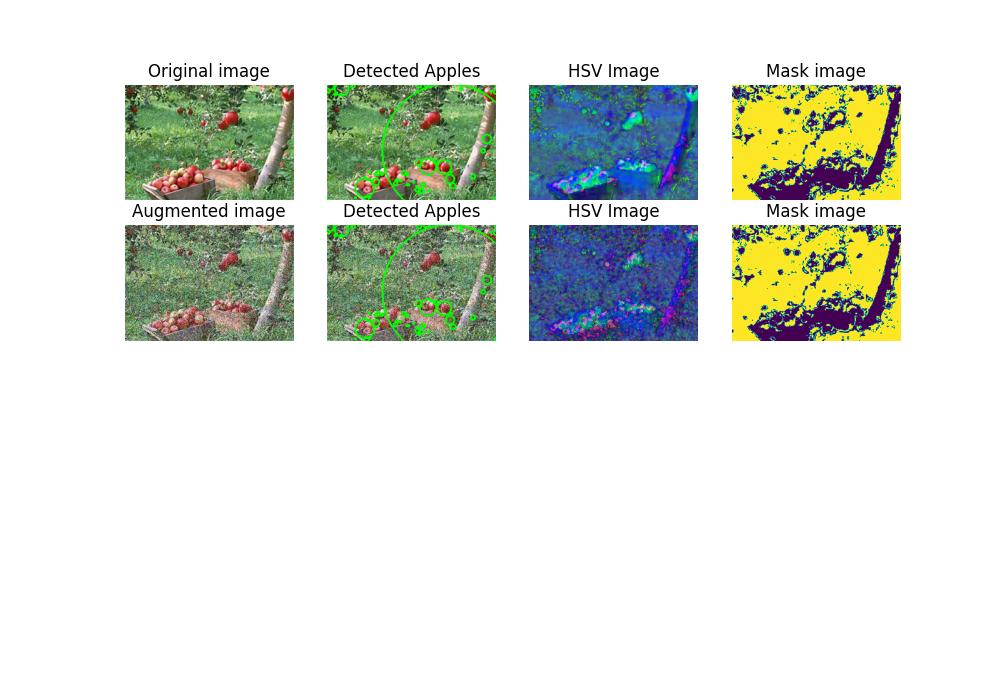 Original image
Detected Apples
HSV Image
Mask image
Augmented image
Detected Apples
HSV Image
Mask image